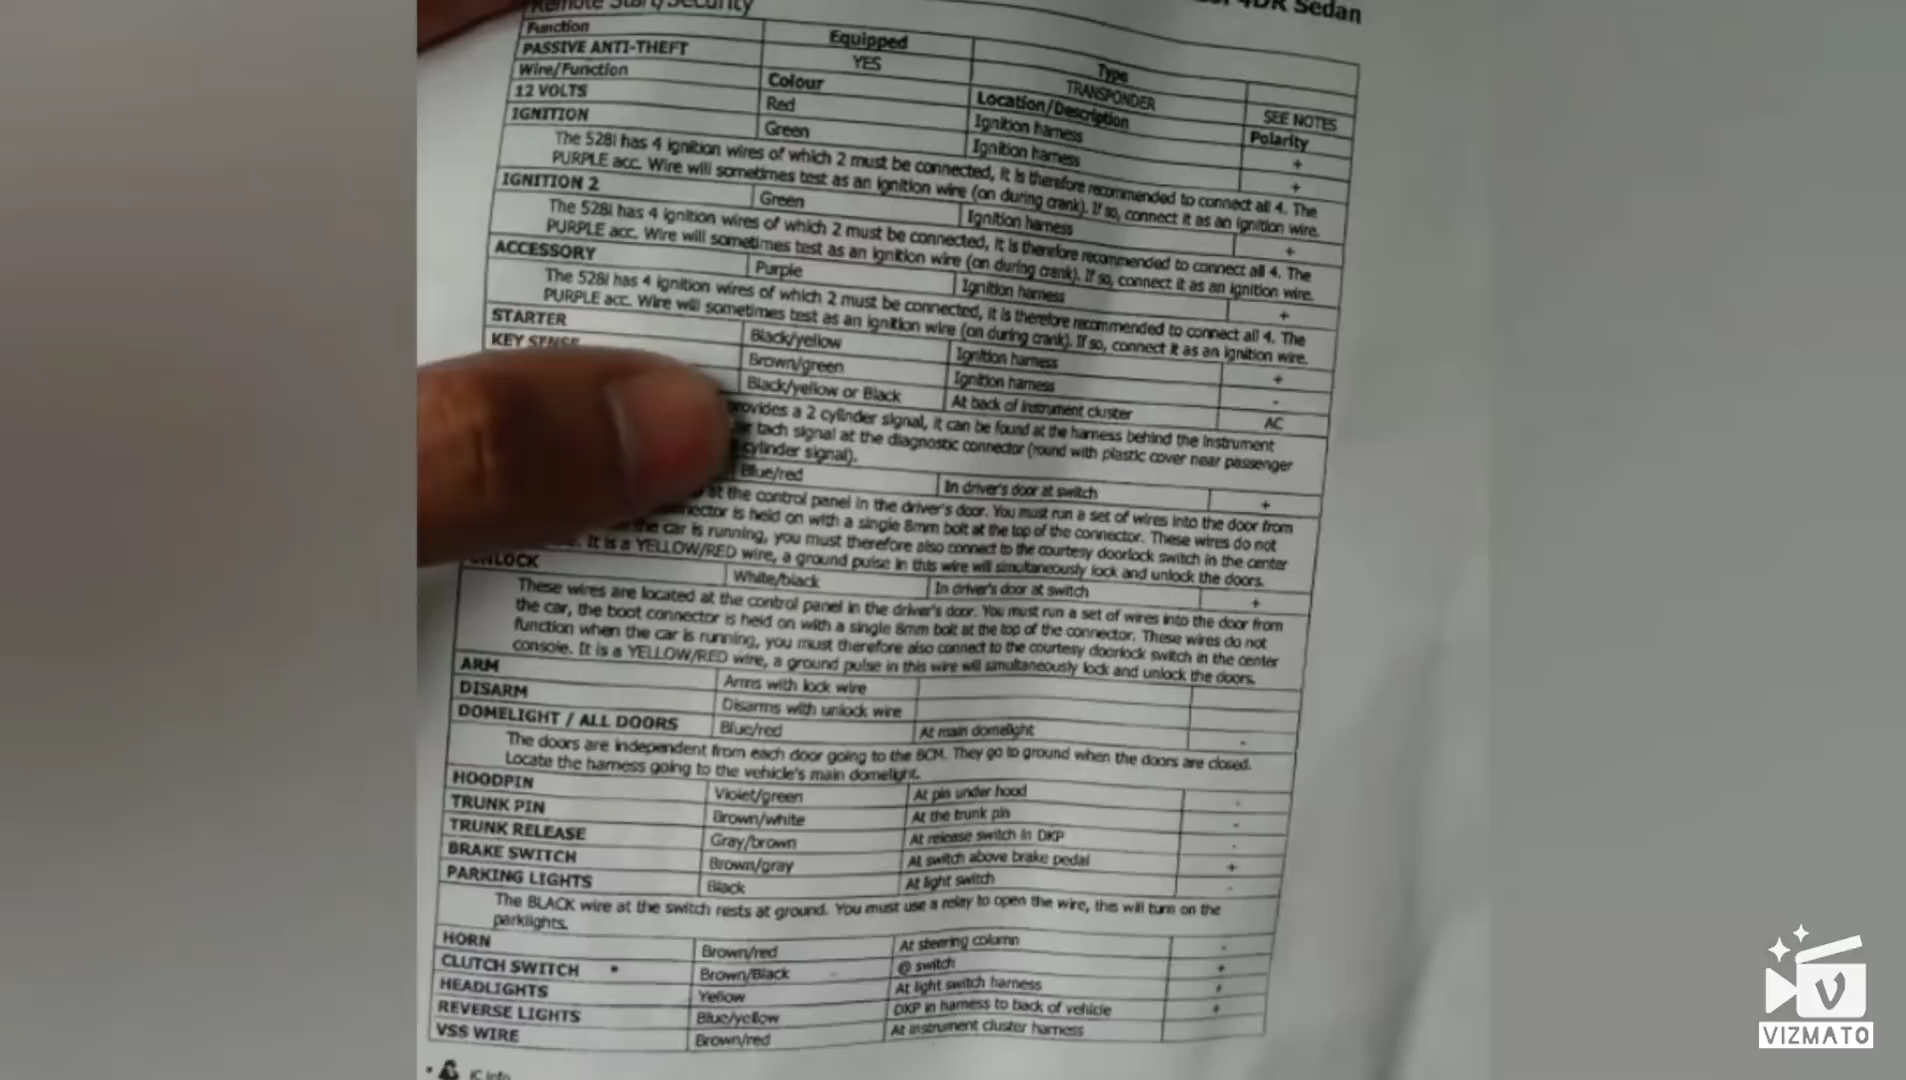 Remote Start/Security 4DR Sedan
Function Equipped Type
PASSIVE ANTI-THEFT YES TRANSPONDER SEE NOTES
Wire/Function Colour Location/Description Polarity
12 VOLTS Red Ignition harness +
IGNITION Green Ignition harness +
The 528i has 4 ignition wires of which 2 must be connected, it is therefore recommended to connect all 4. The
PURPLE acc. Wire will sometimes test as an ignition wire (on during crank). If so, connect it as an ignition wire.
IGNITION 2 Green Ignition harness +
The 528i has 4 ignition wires of which 2 must be connected, it is therefore recommended to connect all 4. The
PURPLE acc. Wire will sometimes test as an ignition wire (on during crank). If so, connect it as an ignition wire.
ACCESSORY Purple Ignition harness +
The 528i has 4 ignition wires of which 2 must be connected, it is therefore recommended to connect all 4. The
PURPLE acc. Wire will sometimes test as an ignition wire (on during crank). If so, connect it as an ignition wire.
STARTER Black/yellow Ignition harness +
KEY SENSE Brown/green Ignition harness -
Black/yellow or Black At back of instrument cluster AC
provides a 2 cylinder signal, it can be found at the harness behind the instrument
tach signal at the diagnostic connector (round with plastic cover near passenger
cylinder signal).
Blue/red In driver's door at switch +
at the control panel in the driver's door. You must run a set of wires into the door from
is held on with a single 8mm bolt at the top of the connector. These wires do not
the car is running, you must therefore also connect to the courtesy doorlock switch in the center
It is a YELLOW/RED wire, a ground pulse in this wire will simultaneously lock and unlock the doors.
UNLOCK White/black In driver's door at switch +
These wires are located at the control panel in the driver's door. You must run a set of wires into the door from
the car, the boot connector is held on with a single 8mm bolt at the top of the connector. These wires do not
function when the car is running, you must therefore also connect to the courtesy doorlock switch in the center
console. It is a YELLOW/RED wire, a ground pulse in this wire will simultaneously lock and unlock the doors.
ARM Arms with lock wire
DISARM Disarms with unlock wire
DOMELIGHT / ALL DOORS Blue/red At main domelight -
The doors are independent from each door going to the BCM. They go to ground when the doors are closed.
Locate the harness going to the vehicle's main domelight.
HOODPIN Violet/green At pin under hood -
TRUNK PIN Brown/white At the trunk pin -
TRUNK RELEASE Gray/brown At release switch in DKP -
BRAKE SWITCH Brown/gray At switch above brake pedal +
PARKING LIGHTS Black At light switch -
The BLACK wire at the switch rests at ground. You must use a relay to open the wire, this will turn on the
parklights.
HORN Brown/red At steering column -
CLUTCH SWITCH * Brown/Black @ switch +
HEADLIGHTS Yellow At light switch harness +
REVERSE LIGHTS Blue/yellow DKP in harness to back of vehicle +
VSS WIRE Brown/red At instrument cluster harness
VIZMATO